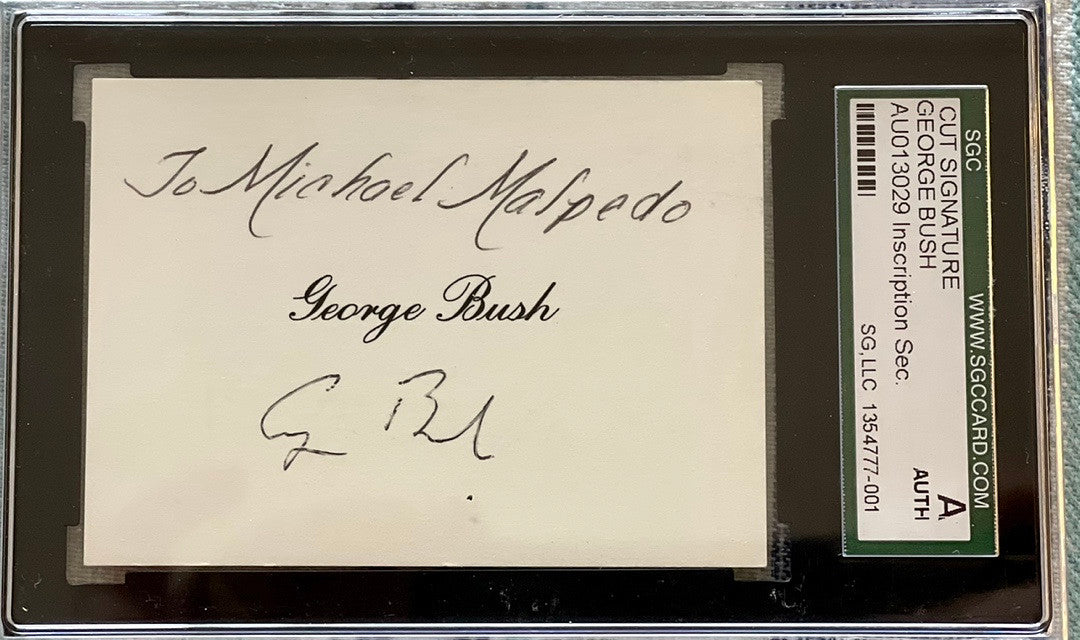 To Michael Malpedo
George Bush
G Bush
SGC WWW.SGCCARD.COM
CUT SIGNATURE
GEORGE BUSH
AU013029 Inscription Sec.
SG, LLC 1354777-001
A
AUTH